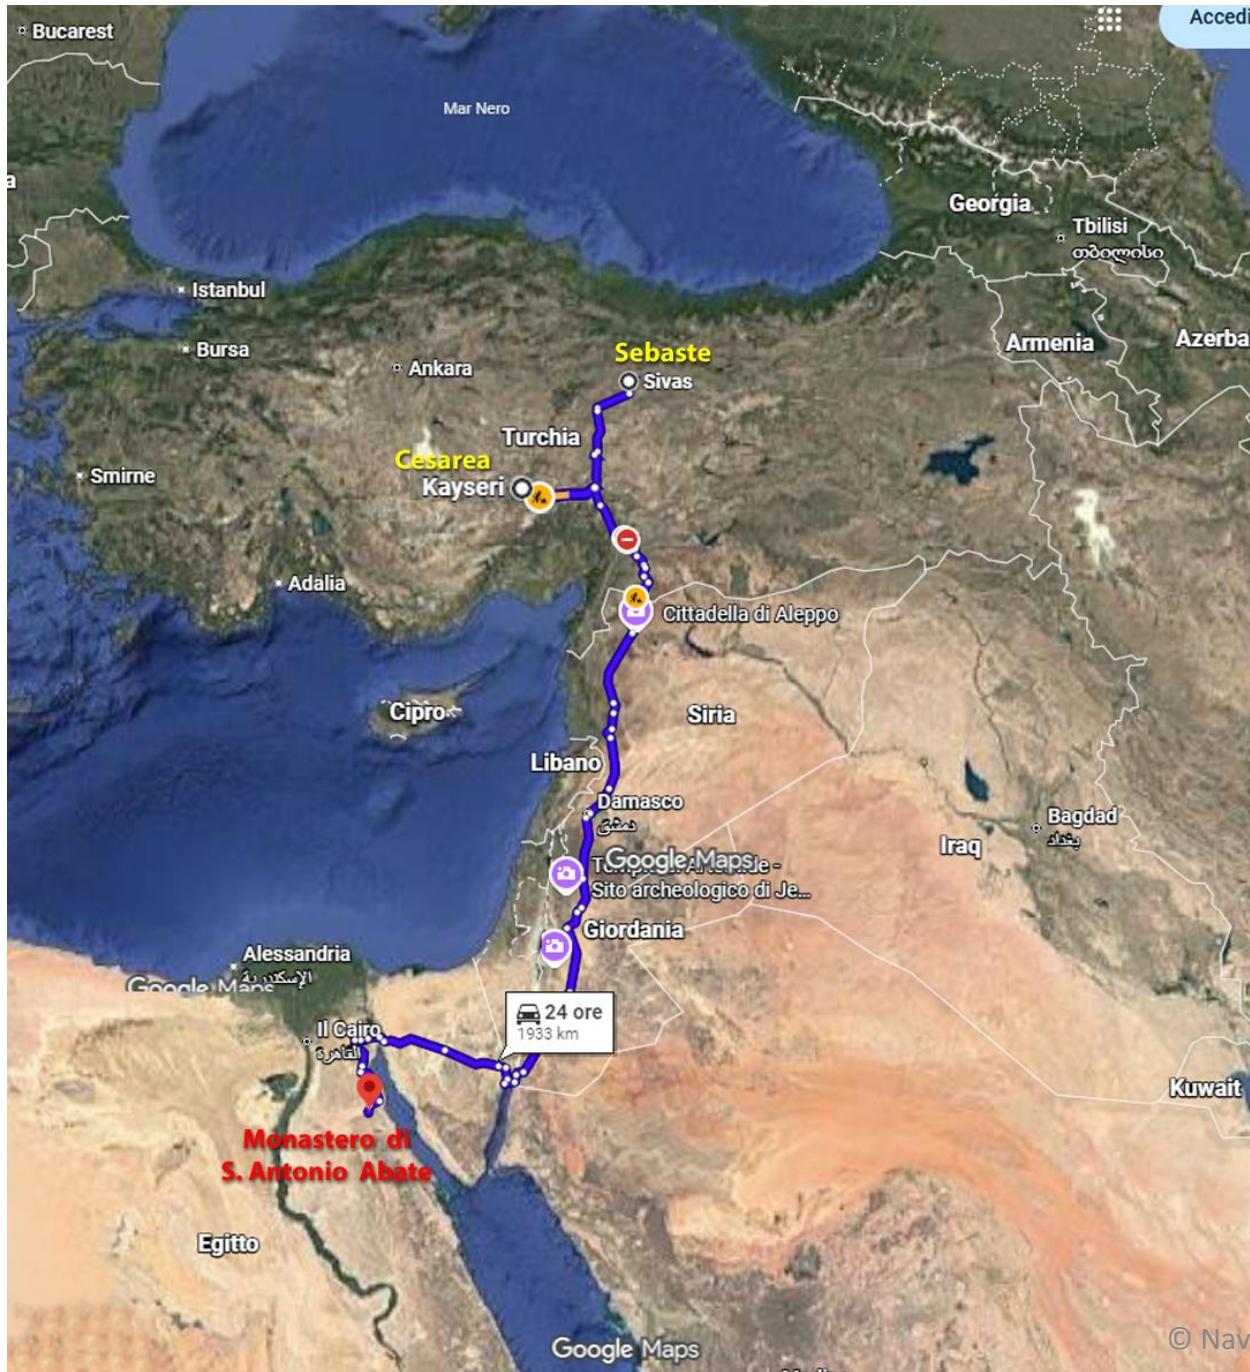 Bucarest
Accedi
Mar Nero
a
Georgia
Tbilisi
თბილისი
Istanbul
Armenia
Azerba
Bursa
Sebaste
Ankara
Sivas
Turchia
Cesarea
Kayseri
Smirne
Adalia
Cittadella di Aleppo
Cipro
Siria
Libano
Damasco
دمشق
Bagdad
بغداد
Iraq
Google Maps
Sito archeologico di Je...
Giordania
Alessandria
الإسكندرية
Google Maps
24 ore
1933 km
Il Cairo
القاهرة
Kuwait
Monastero di
S. Antonio Abate
Egitto
Google Maps
© Nav